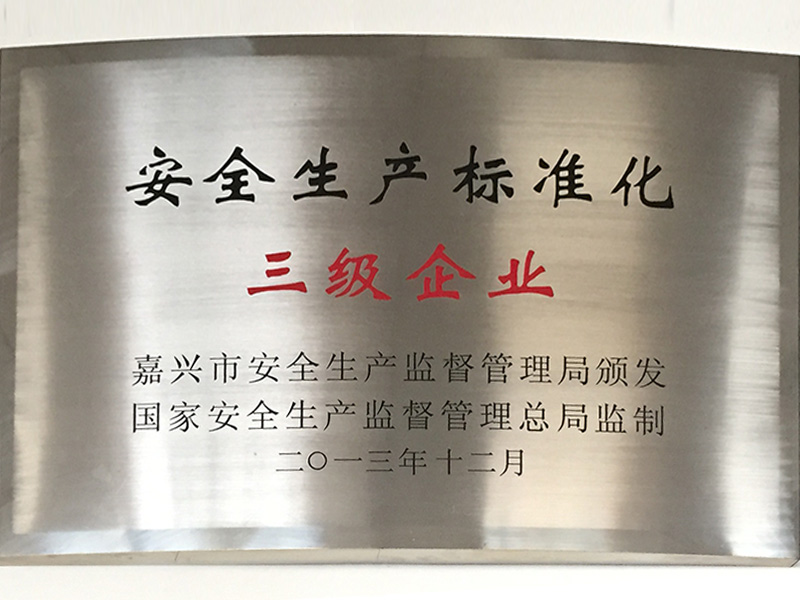 安全生产标准化
三级企业
嘉兴市安全生产监督管理局颁发
国家安全生产监督管理总局监制
二〇一三年十二月